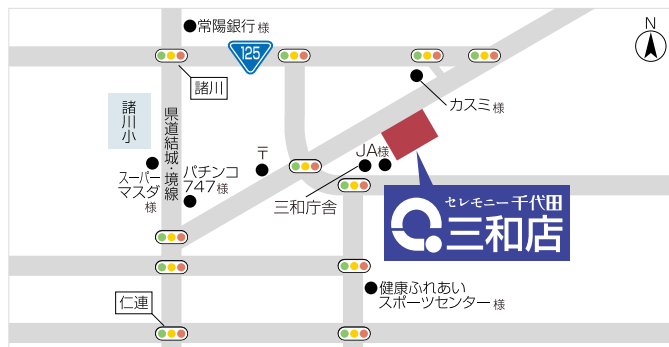 常陽銀行様
125
N
諸川
カスミ様
諸川小
県道結城・境線
〒
JA様
スーパー
マスダ
様
パチンコ
747様
三和庁舎
セレモニー千代田
三和店
健康ふれあい
スポーツセンター様
仁連